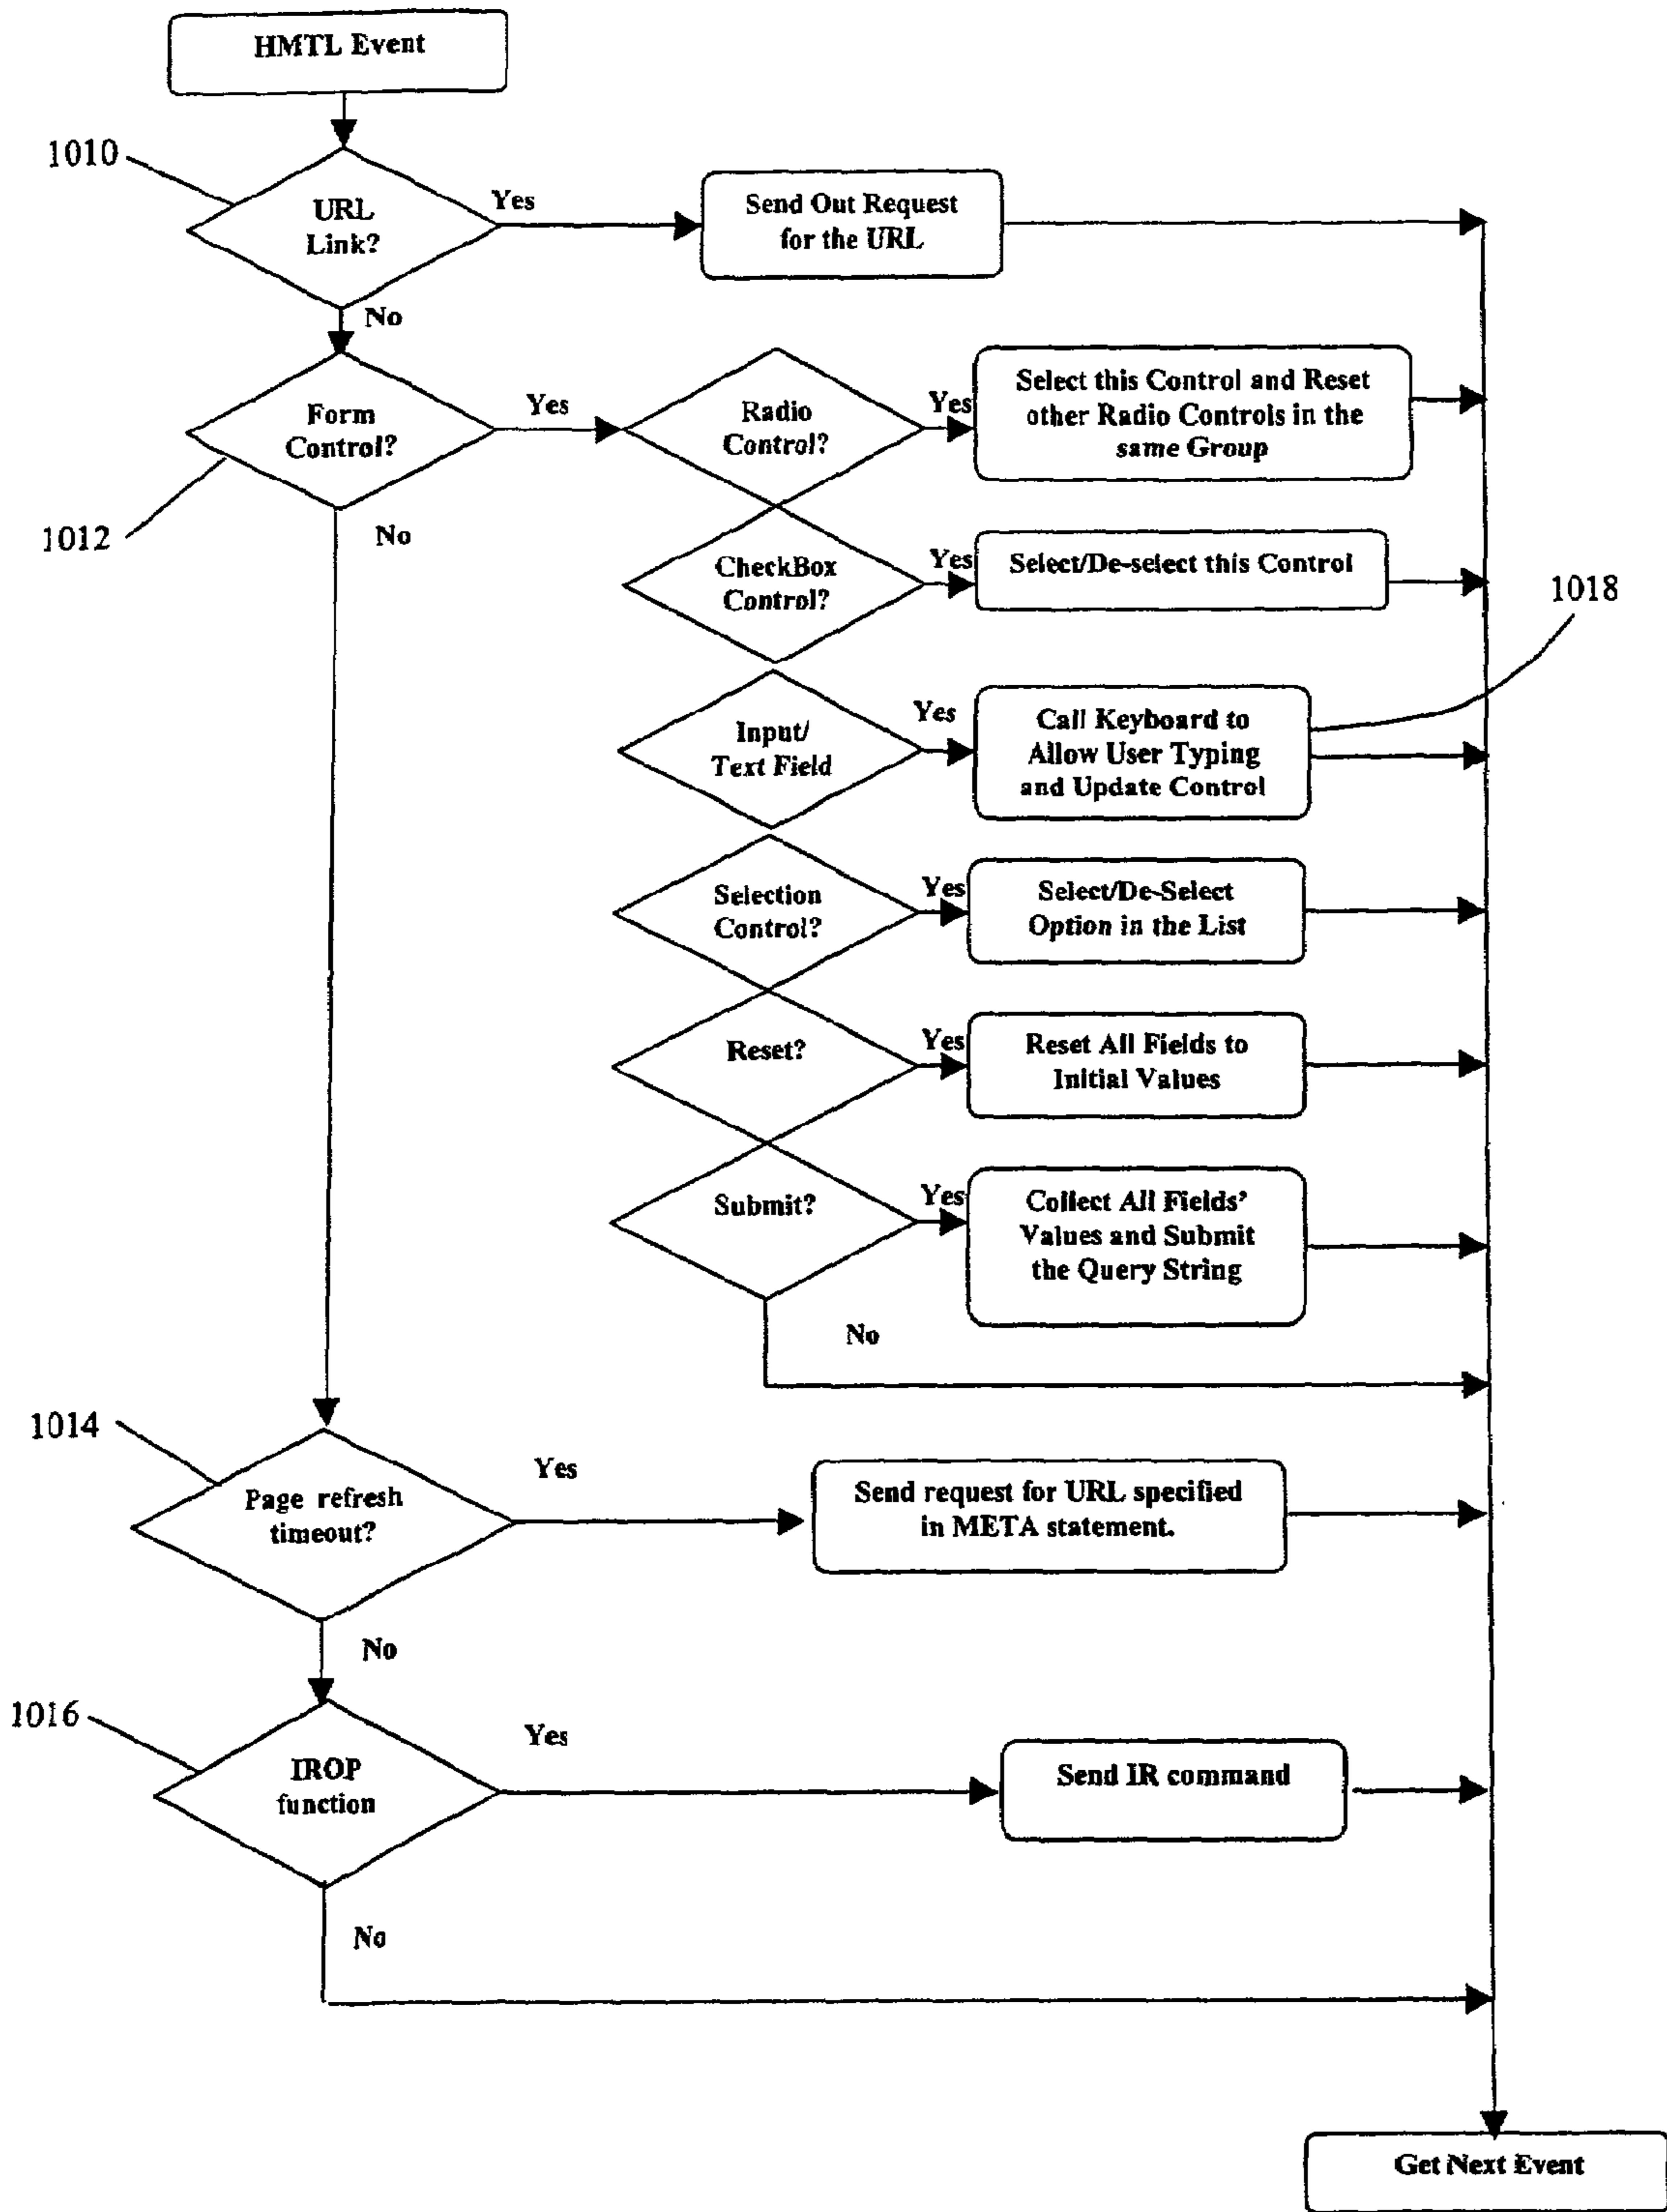 HMTL Event
1010
URL
Link?
Yes
Send Out Request
for the URL
No
Form
Control?
Yes
Radio
Control?
Yes
Select this Control and Reset
other Radio Controls in the
same Group
1012
No
CheckBox
Control?
Yes
Select/De-select this Control
1018
Input/
Text Field
Yes
Call Keyboard to
Allow User Typing
and Update Control
Selection
Control?
Yes
Select/De-Select
Option in the List
Reset?
Yes
Reset All Fields to
Initial Values
Submit?
Yes
Collect All Fields'
Values and Submit
the Query String
No
1014
Page refresh
timeout?
Yes
Send request for URL specified
in META statement.
No
1016
IROP
function
Yes
Send IR command
No
Get Next Event